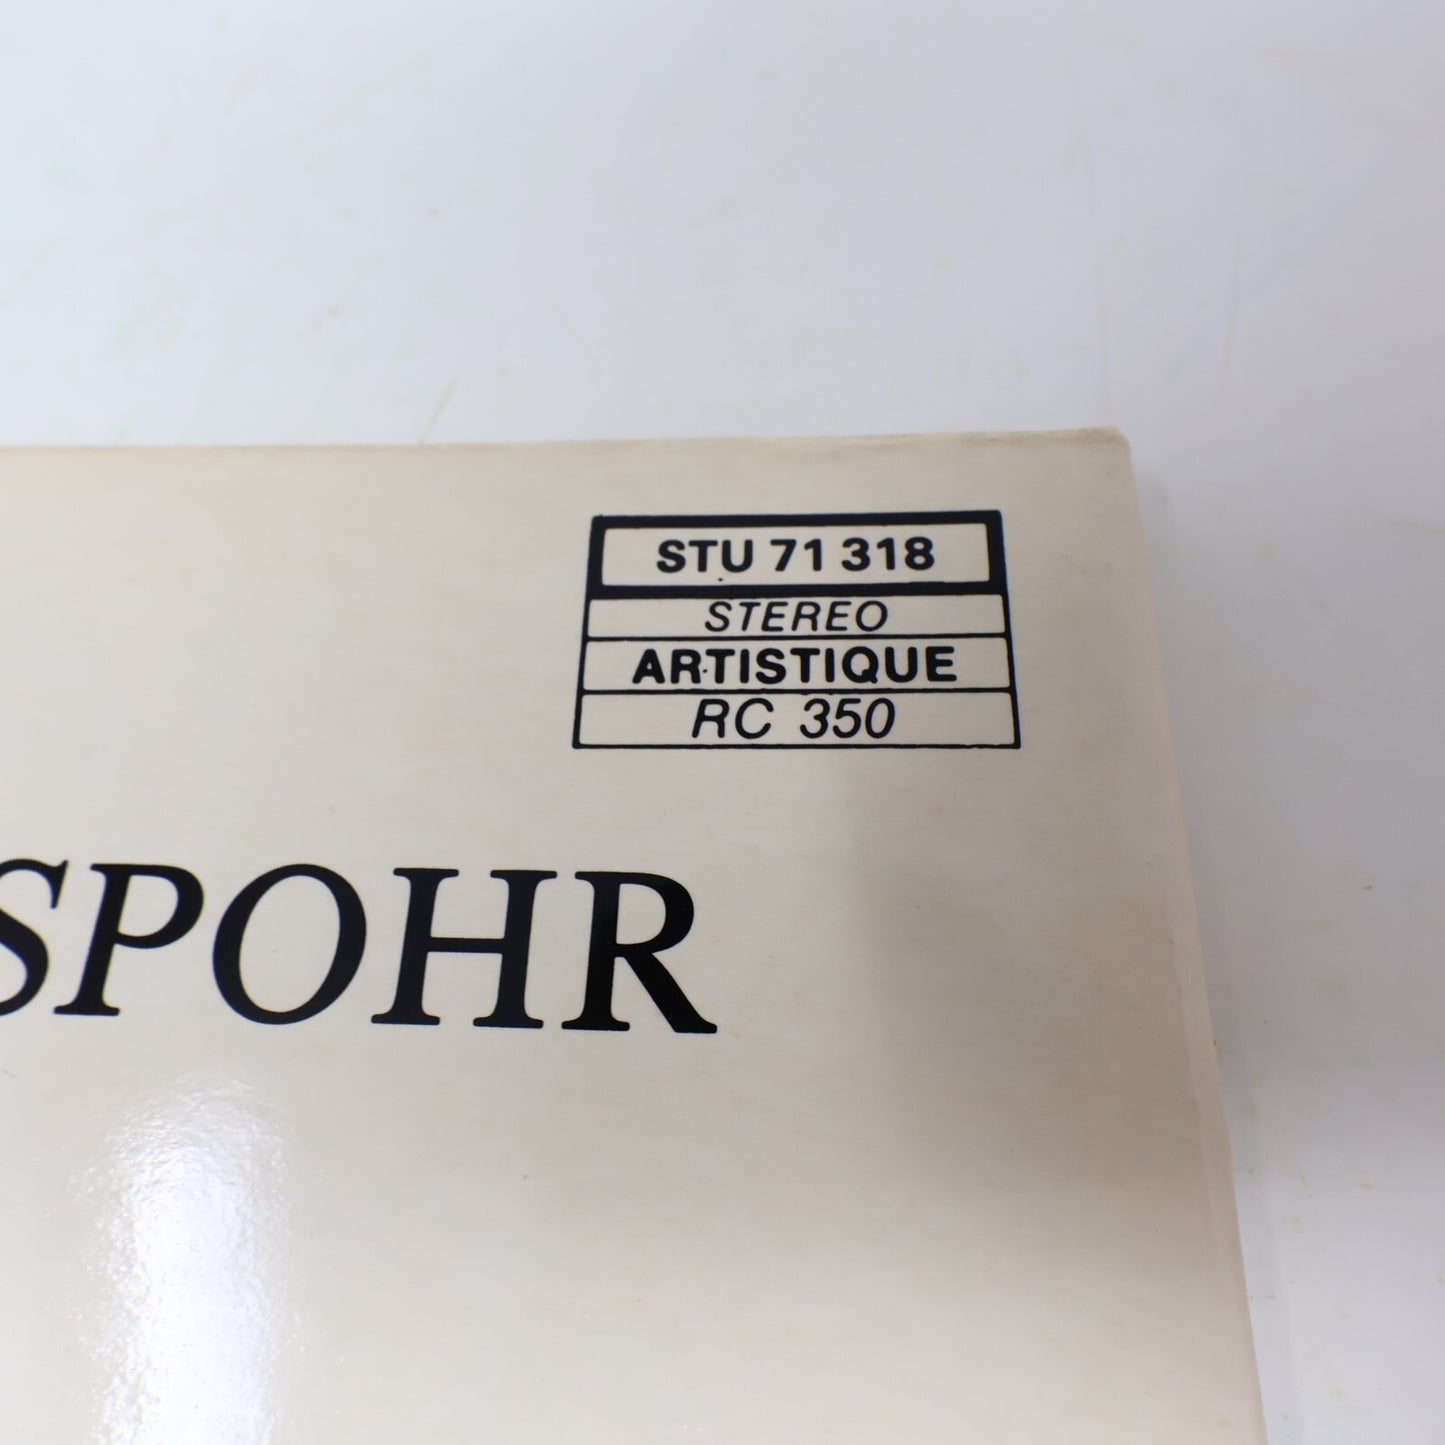 STU 71 318
STEREO
ARTISTIQUE
RC 350
SPOHR